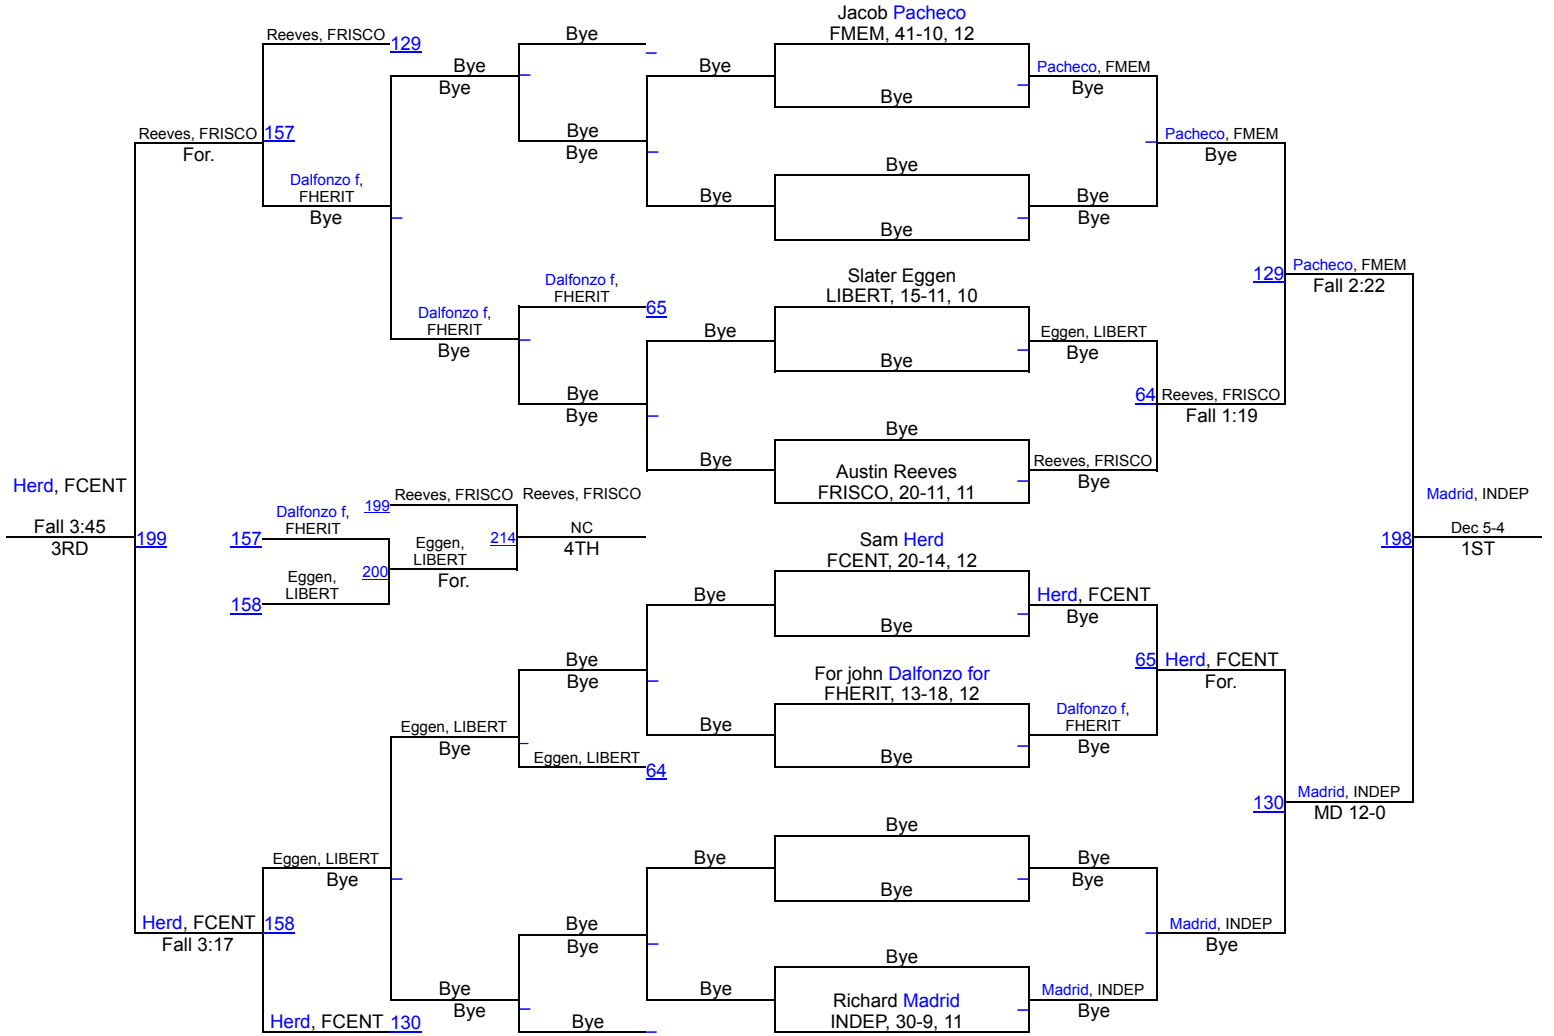 Jacob Pacheco
FMEM, 41-10, 12
Reeves, FRISCO
129
Bye
Bye
Bye
Bye
Bye
Pacheco, FMEM
Bye
Bye
Reeves, FRISCO
157
For.
Bye
Bye
Pacheco, FMEM
Bye
Dalfonzo f,
FHERIT
Bye
Bye
Bye
Bye
Bye
Bye
Slater Eggen
LIBERT, 15-11, 10
129
Pacheco, FMEM
Fall 2:22
Dalfonzo f,
FHERIT
65
Dalfonzo f,
FHERIT
Bye
Bye
Bye
Eggen, LIBERT
Bye
Bye
Bye
64
Reeves, FRISCO
Fall 1:19
Bye
Bye
Austin Reeves
FRISCO, 20-11, 11
Reeves, FRISCO
Bye
Herd, FCENT
Fall 3:45
3RD
199
Reeves, FRISCO
199
Reeves, FRISCO
Dalfonzo f,
FHERIT
157
Eggen,
LIBERT
For.
214
NC
4TH
200
Eggen,
LIBERT
158
Madrid, INDEP
198
Dec 5-4
1ST
Sam Herd
FCENT, 20-14, 12
Bye
Bye
Herd, FCENT
Bye
Bye
Bye
65
Herd, FCENT
For.
For john Dalfonzo for
FHERIT, 13-18, 12
Bye
Bye
Dalfonzo f,
FHERIT
Bye
Eggen, LIBERT
Bye
Eggen, LIBERT
64
130
Madrid, INDEP
MD 12-0
Bye
Eggen, LIBERT
Bye
Bye
Bye
Bye
Bye
Herd, FCENT
158
Fall 3:17
Bye
Bye
Madrid, INDEP
Bye
Bye
Bye
Bye
Bye
Richard Madrid
INDEP, 30-9, 11
Madrid, INDEP
Bye
Herd, FCENT
130
Bye